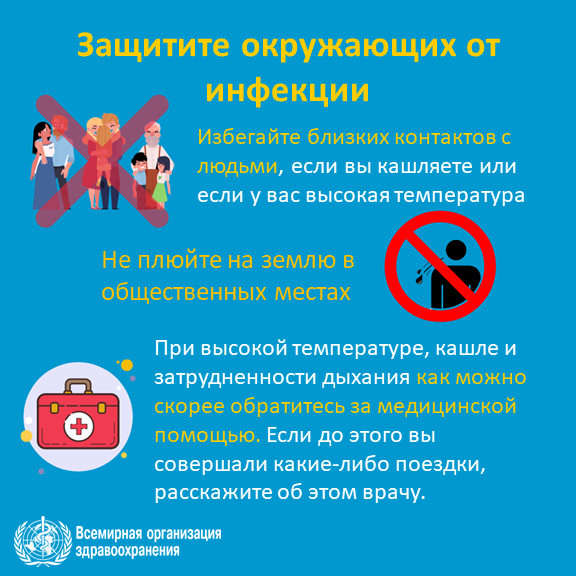 Защитите окружающих от
инфекции
Избегайте близких контактов с
людьми, если вы кашляете или
если у вас высокая температура
Не плюйте на землю в
общественных местах
При высокой температуре, кашле и
затрудненности дыхания как можно
скорее обратитесь за медицинской
помощью. Если до этого вы
совершали какие-либо поездки,
расскажите об этом врачу.
Всемирная организация
здравоохранения